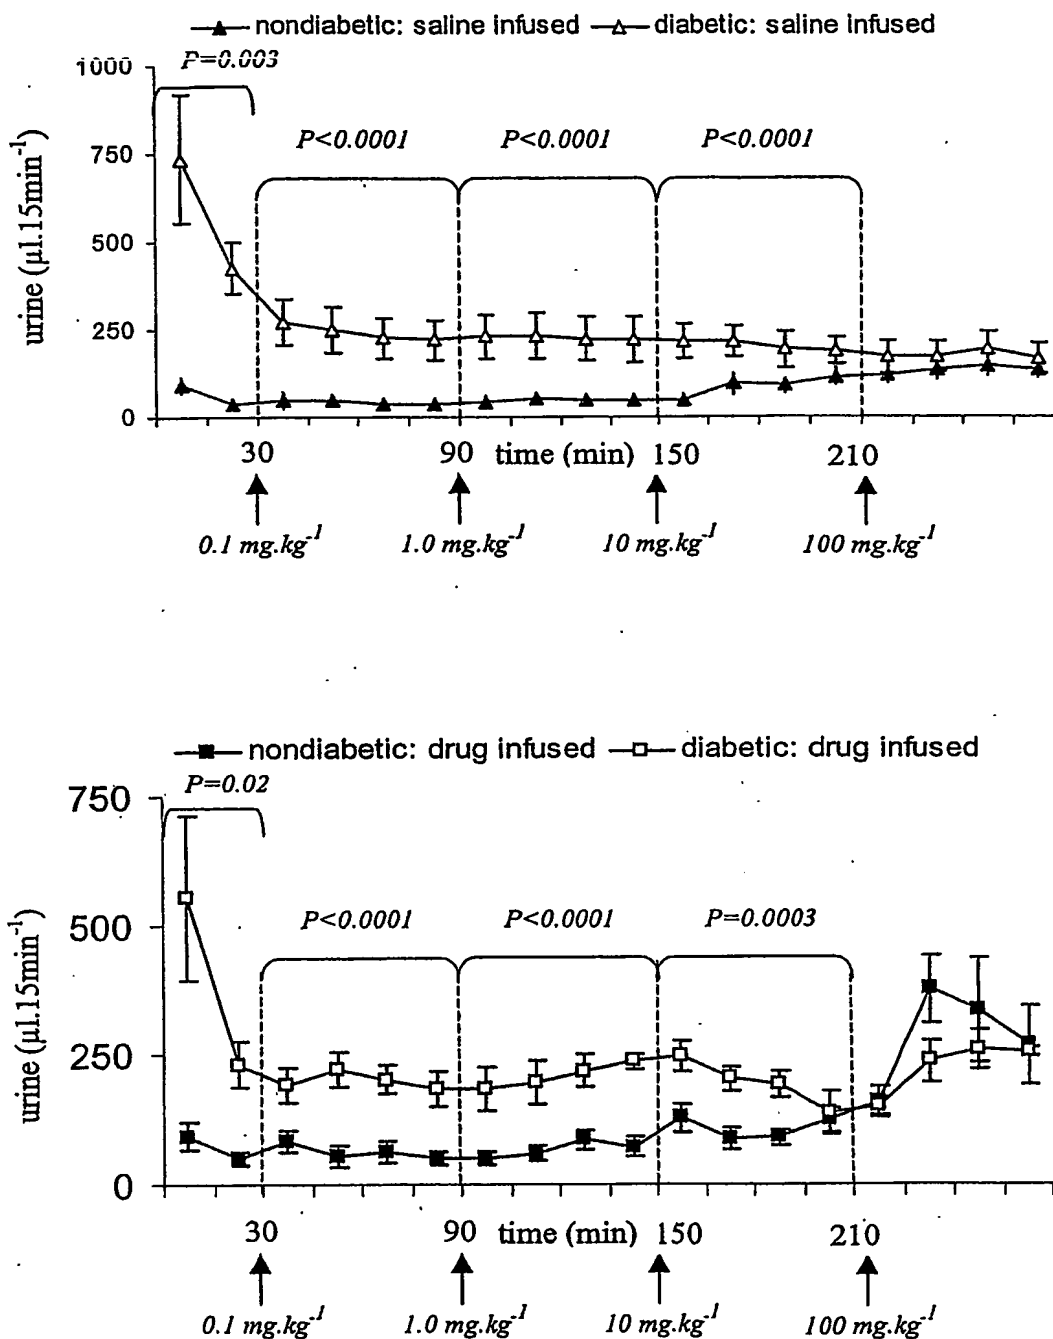 nondiabetic: saline infused diabetic: saline infused
P=0.003
1000
P<0.0001 P<0.0001 P<0.0001
750
500
250
0
urine (µl.15min⁻¹)
30 90 time (min) 150 210
0.1 mg.kg⁻¹ 1.0 mg.kg⁻¹ 10 mg.kg⁻¹ 100 mg.kg⁻¹
nondiabetic: drug infused diabetic: drug infused
P=0.02
750
P<0.0001 P<0.0001 P=0.0003
500
250
0
urine (µl.15min⁻¹)
30 90 time (min) 150 210
0.1 mg.kg⁻¹ 1.0 mg.kg⁻¹ 10 mg.kg⁻¹ 100 mg.kg⁻¹